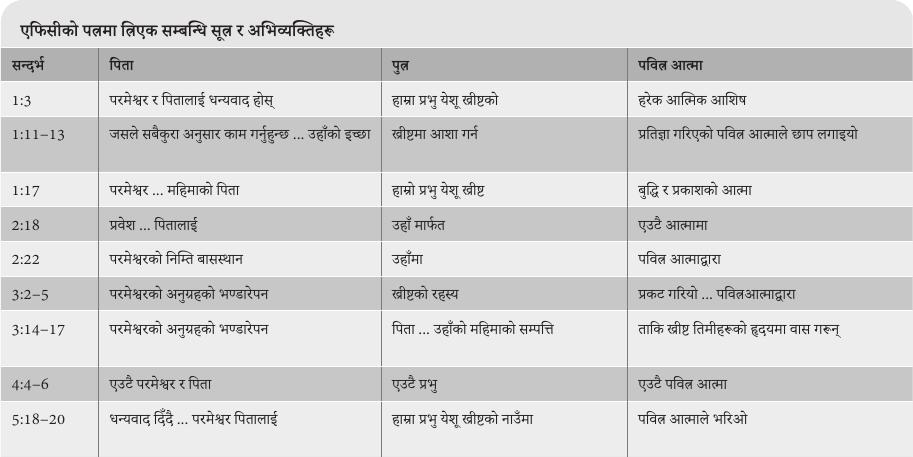 एफिसीको पत्रमा त्रिएक सम्बन्धि सूत्र र अभिव्यक्तिहरू
सन्दर्भ पिता पुत्र पवित्र आत्मा
1:3 परमेश्वर र पितालाई धन्यवाद होस् हाम्रा प्रभु येशू ख्रीष्टको हरेक आत्मिक आशिष
1:11–13 जसले सबैकुरा अनुसार काम गर्नुहुन्छ ... उहाँको इच्छा ख्रीष्टमा आशा गर्न प्रतिज्ञा गरिएको पवित्र आत्माले छाप लगाइयो
1:17 परमेश्वर ... महिमाको पिता हाम्रो प्रभु येशू ख्रीष्ट बुद्धि र प्रकाशको आत्मा
2:18 प्रवेश ... पितालाई उहाँ मार्फत एउटै आत्मामा
2:22 परमेश्वरको निम्ति बासस्थान उहाँमा पवित्र आत्माद्वारा
3:2–5 परमेश्वरको अनुग्रहको भण्डारेपन ख्रीष्टको रहस्य प्रकट गरियो ... पवित्रआत्माद्वारा
3:14–17 परमेश्वरको अनुग्रहको भण्डारेपन पिता ... उहाँको महिमाको सम्पत्ति ताकि ख्रीष्ट तिमीहरूको हृदयमा वास गरून्
4:4–6 एउटै परमेश्वर र पिता एउटै प्रभु एउटै पवित्र आत्मा
5:18–20 धन्यवाद दिँदै ... परमेश्वर पितालाई हाम्रा प्रभु येशू ख्रीष्टको नाउँमा पवित्र आत्माले भरिओ